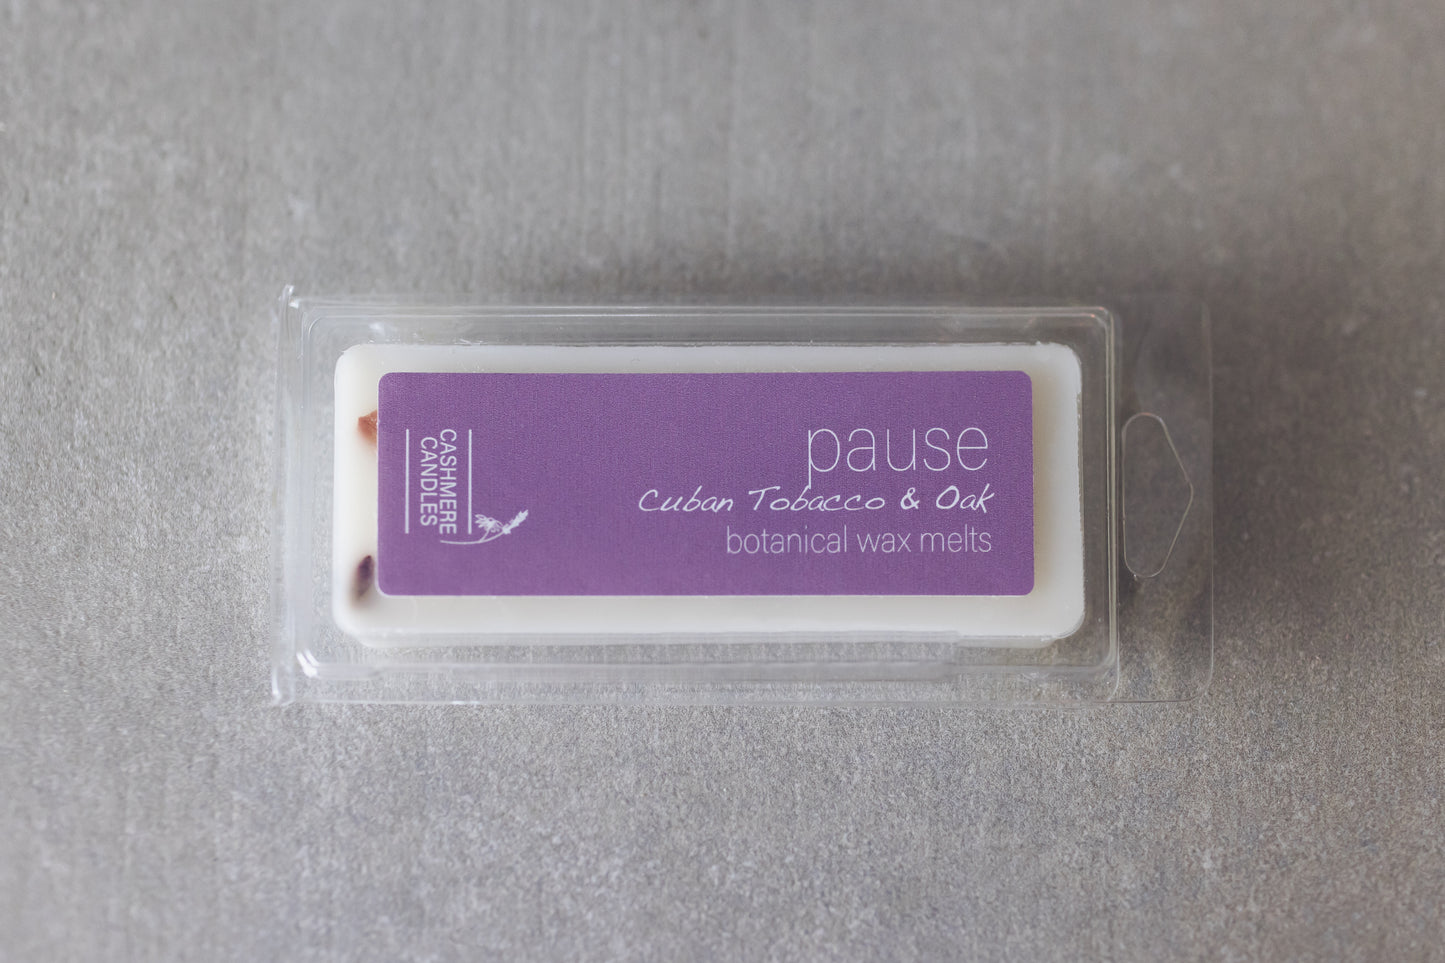 CASHMERE
CANDLES
pause
Cuban Tobacco & Oak
botanical wax melts